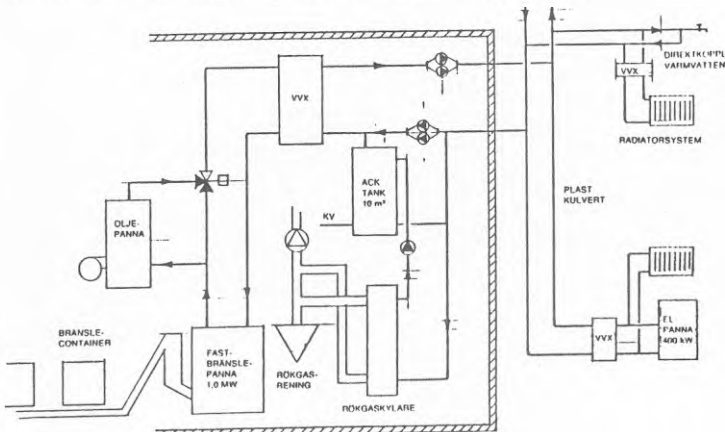 DIREKTKOPPL
VARMVATTEN
VVX
RADIATORSYSTEM
VVX
OLJE-
PANNA
ACK
TANK
10 m³
KV
PLAST
KULVERT
BRÄNSLE-
CONTAINER
FAST-
BRÄNSLE-
PANNA
1,0 MW
RÖKGAS-
RENING
RÖKGASKYLARE
VVX
EL
PANNA
400 kW